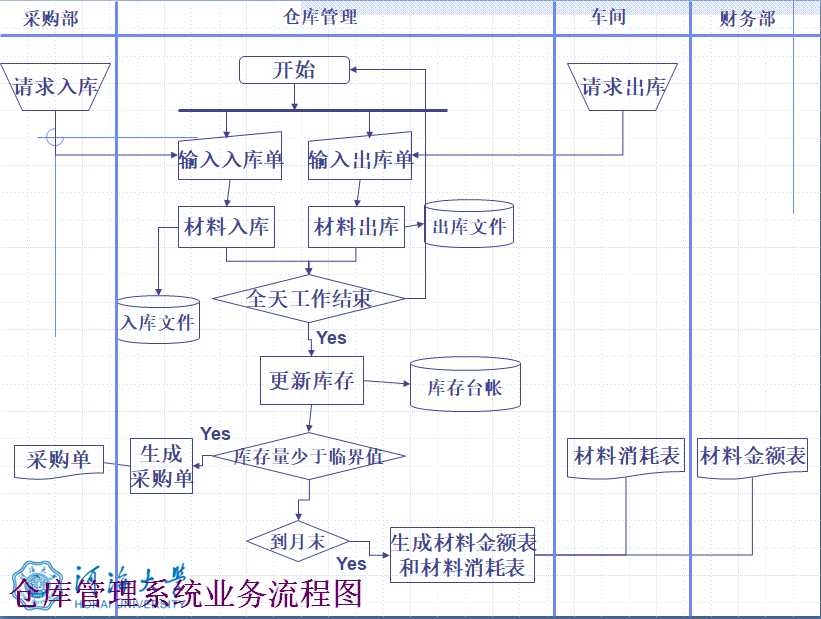 采购部
仓库管理
车间
财务部
请求入库
开始
请求出库
输入入库单
输入出库单
材料入库
材料出库
出库文件
全天工作结束
入库文件
Yes
更新库存
库存台帐
Yes
采购单
生成
采购单
库存量少于临界值
材料消耗表
材料金额表
到月末
Yes
生成材料金额表
和材料消耗表
河海大学
HOHAI UNIVERSITY
仓库管理系统业务流程图